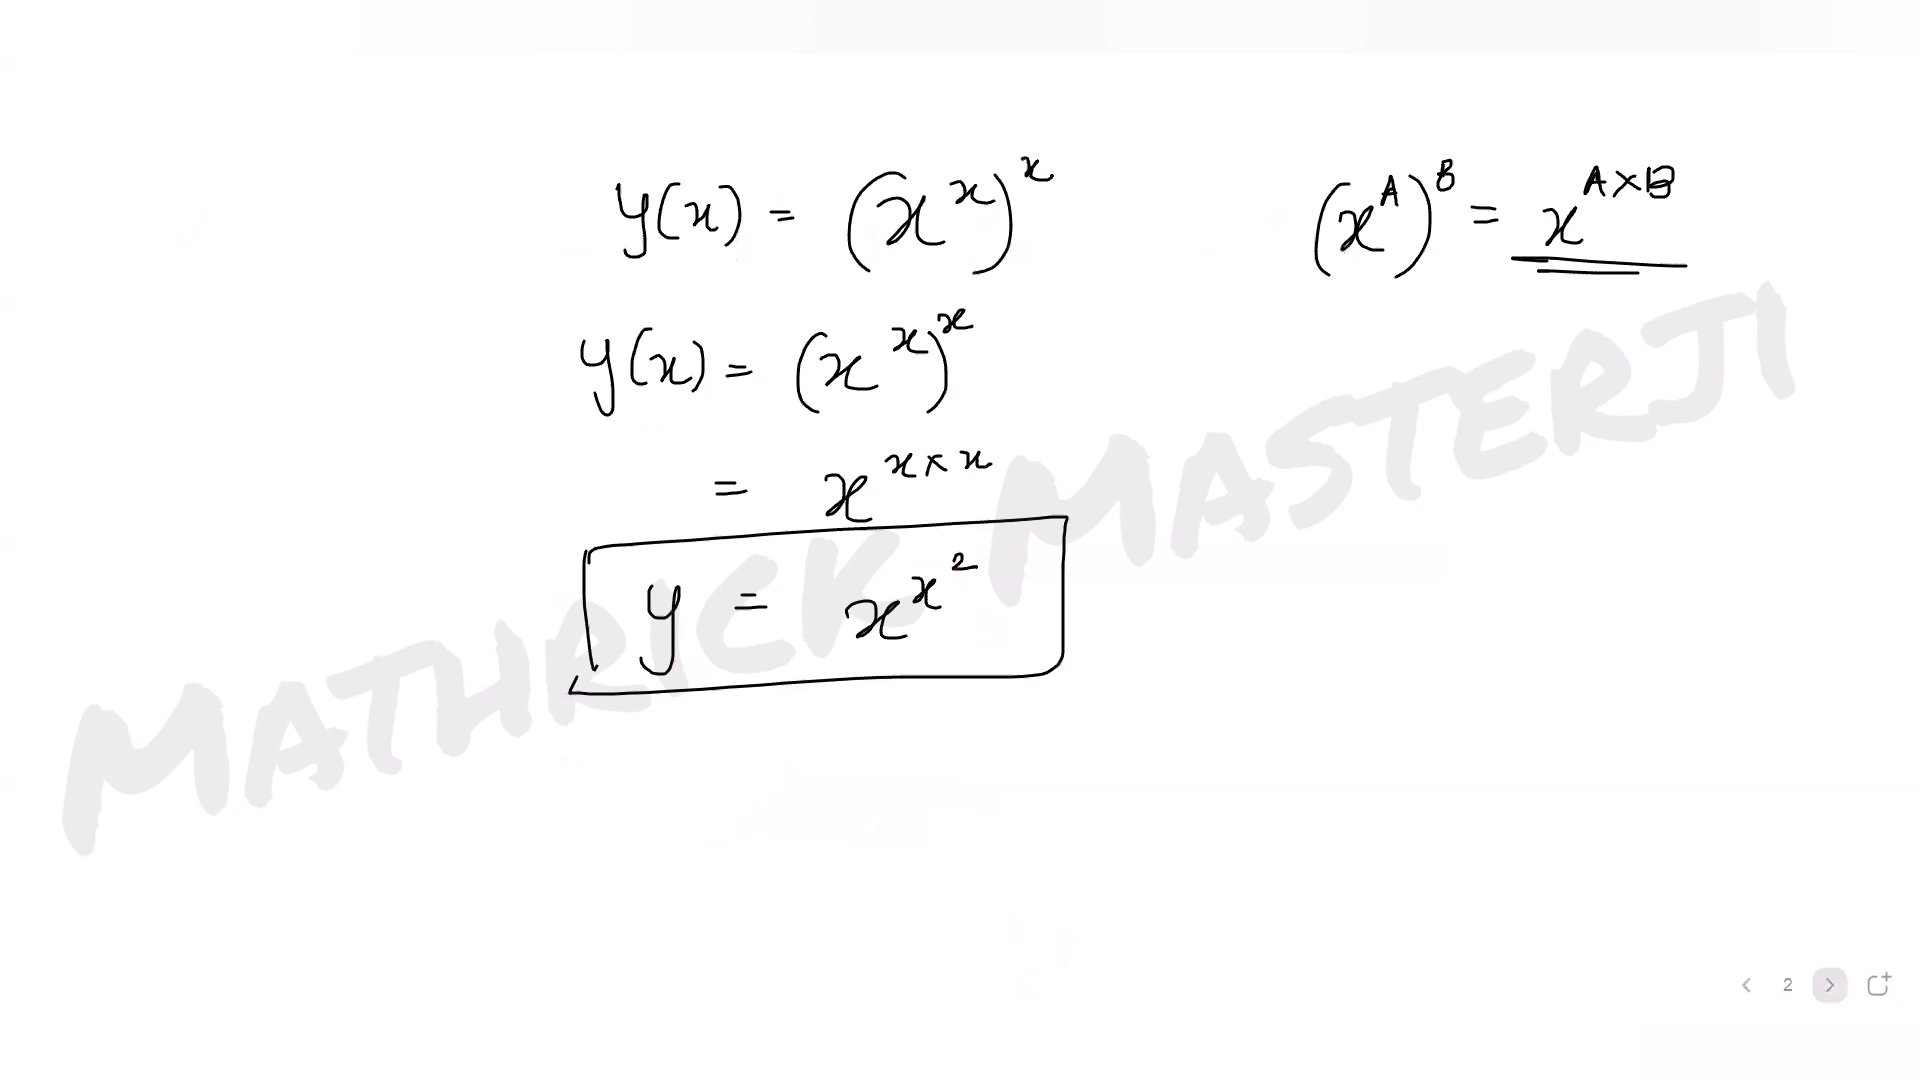 y(x) = (x^x)^x
(x^A)^B = x^{A×B}
y(x) = (x^x)^x
= x^{x×x}
y = x^{x^2}
MATHRICK MASTERJI
2